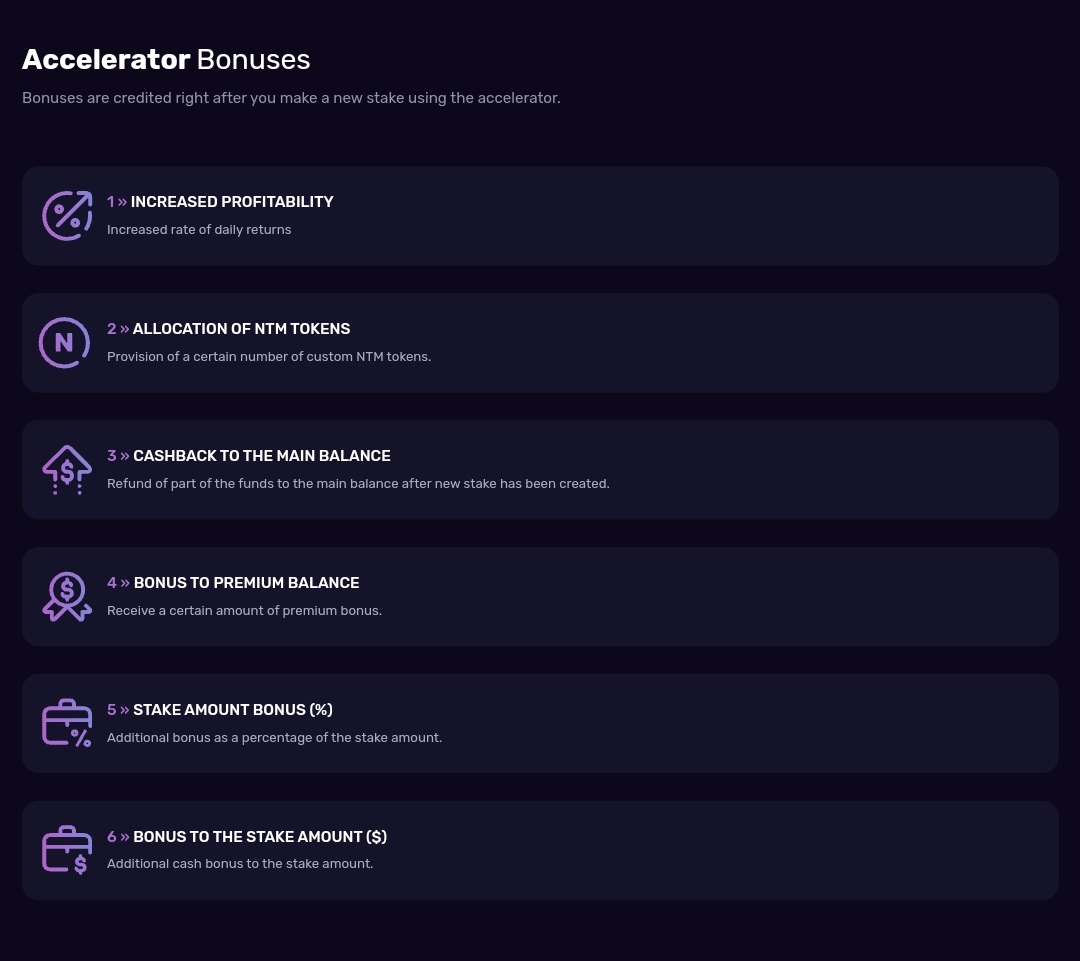 Accelerator Bonuses
Bonuses are credited right after you make a new stake using the accelerator.
1 » INCREASED PROFITABILITY
Increased rate of daily returns
N
2 » ALLOCATION OF NTM TOKENS
Provision of a certain number of custom NTM tokens.
$
3 » CASHBACK TO THE MAIN BALANCE
Refund of part of the funds to the main balance after new stake has been created.
$
4 » BONUS TO PREMIUM BALANCE
Receive a certain amount of premium bonus.
%
5 » STAKE AMOUNT BONUS (%)
Additional bonus as a percentage of the stake amount.
$
6 » BONUS TO THE STAKE AMOUNT ($)
Additional cash bonus to the stake amount.